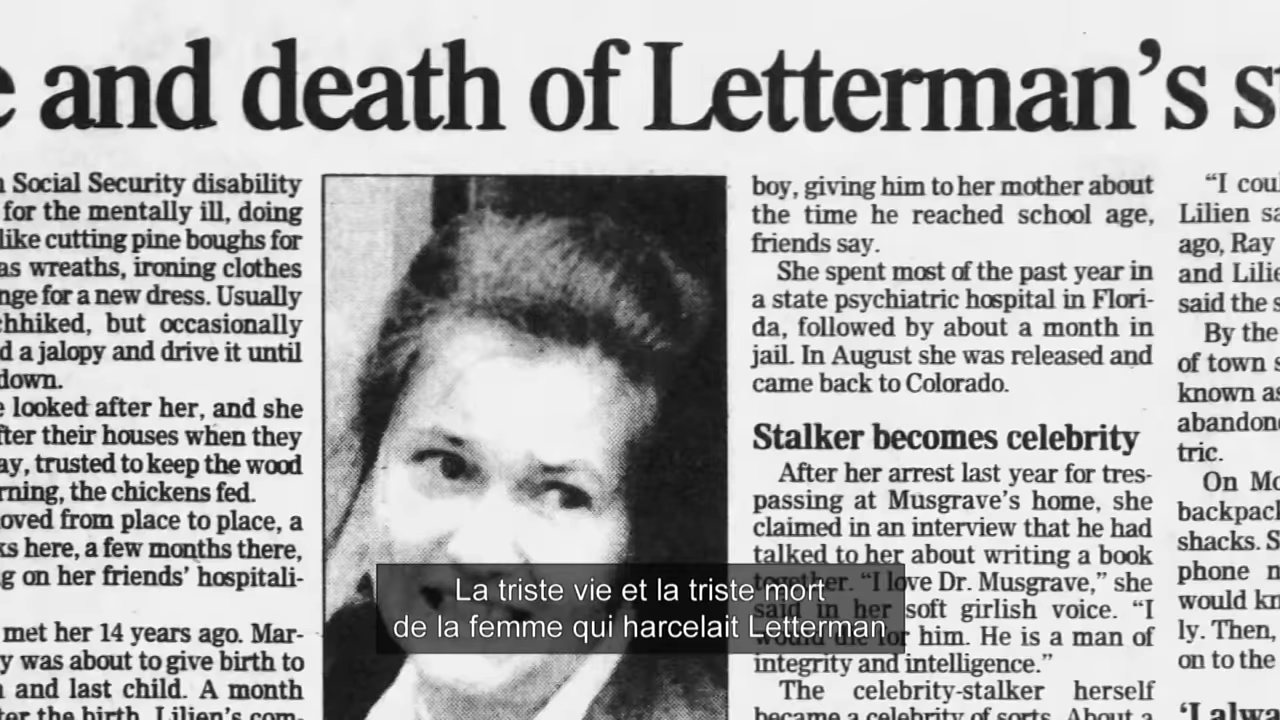 e and death of Letterman's st
n Social Security disability
for the mentally ill, doing
like cutting pine boughs for
as wreaths, ironing clothes
nge for a new dress. Usually
chhiked, but occasionally
d a jalopy and drive it until
down.
e looked after her, and she
fter their houses when they
ay, trusted to keep the wood
rning, the chickens fed.
oved from place to place, a
ks here, a few months there,
g on her friends' hospitali-
met her 14 years ago. Mar-
y was about to give birth to
n and last child. A month
ter the birth, Lilien's com-
boy, giving him to her mother about
the time he reached school age,
friends say.
She spent most of the past year in
a state psychiatric hospital in Flori-
da, followed by about a month in
jail. In August she was released and
came back to Colorado.
Stalker becomes celebrity
After her arrest last year for tres-
passing at Musgrave's home, she
claimed in an interview that he had
talked to her about writing a book
together. "I love Dr. Musgrave," she
said in her soft girlish voice. "I
would die for him. He is a man of
integrity and intelligence."
The celebrity-stalker herself
became a celebrity of sorts. About a
"I coul
Lilien sa
ago, Ray
and Lilie
said the s
By the
of town s
known as
abandone
tric.
On Mo
backpack
shacks. S
phone n
would kn
ly. Then,
on to the
'I alwa
La triste vie et la triste mort
de la femme qui harcelait Letterman